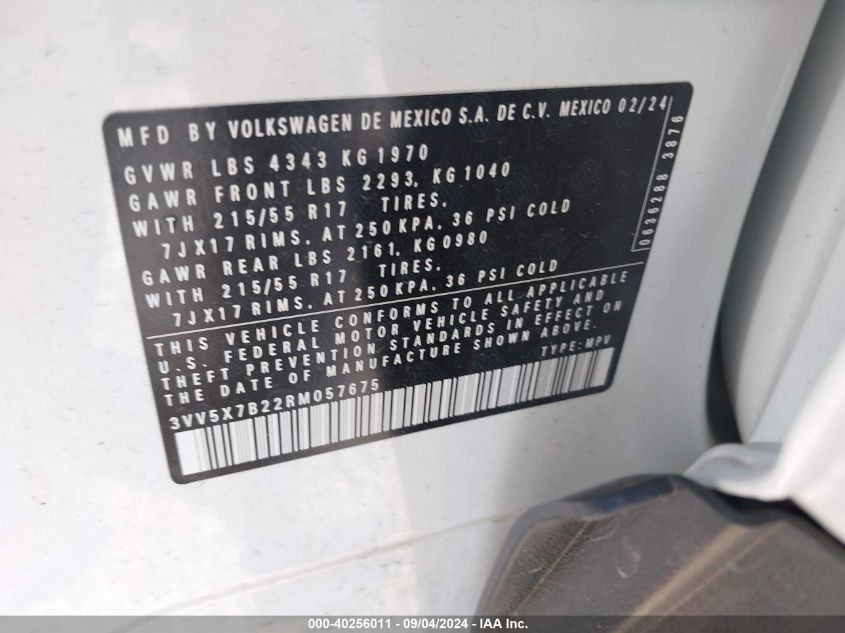 MFD BY VOLKSWAGEN DE MEXICO S.A. DE C.V. MEXICO 02/24
GVWR LBS 4343 KG 1970
GAWR FRONT LBS 2293, KG 1040
WITH 215/55 R17 TIRES,
7JX17 RIMS, AT 250 KPA, 36 PSI COLD
GAWR REAR LBS 2161, KG 0980
WITH 215/55 R17 TIRES,
7JX17 RIMS, AT 250 KPA, 36 PSI COLD
0636288 3876
THIS VEHICLE CONFORMS TO ALL APPLICABLE
U.S. FEDERAL MOTOR VEHICLE SAFETY AND
THEFT PREVENTION STANDARDS IN EFFECT ON
THE DATE OF MANUFACTURE SHOWN ABOVE.
TYPE: MPV
3VV5X7B22RM057675
000-40256011 - 09/04/2024 - IAA Inc.